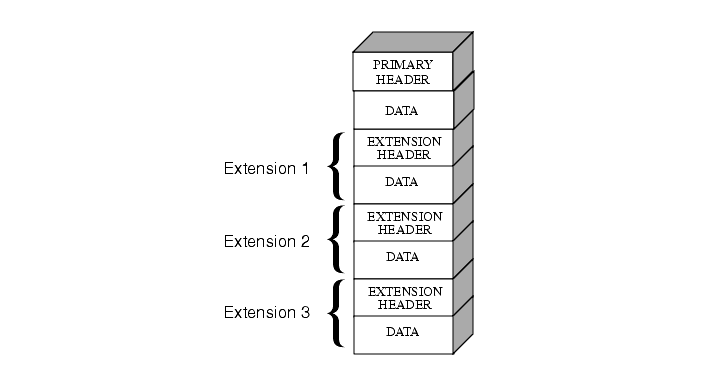 PRIMARY
HEADER
DATA
Extension 1
EXTENSION
HEADER
DATA
Extension 2
EXTENSION
HEADER
DATA
Extension 3
EXTENSION
HEADER
DATA